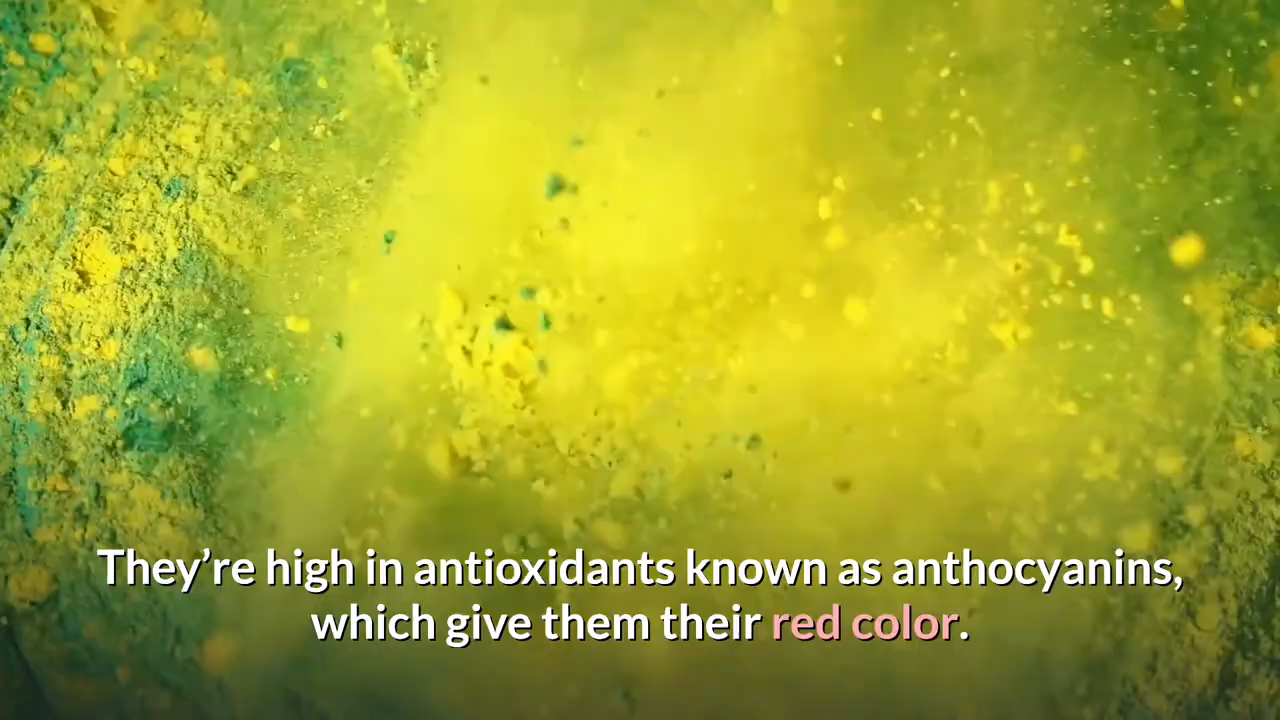 They’re high in antioxidants known as anthocyanins,
which give them their red color.